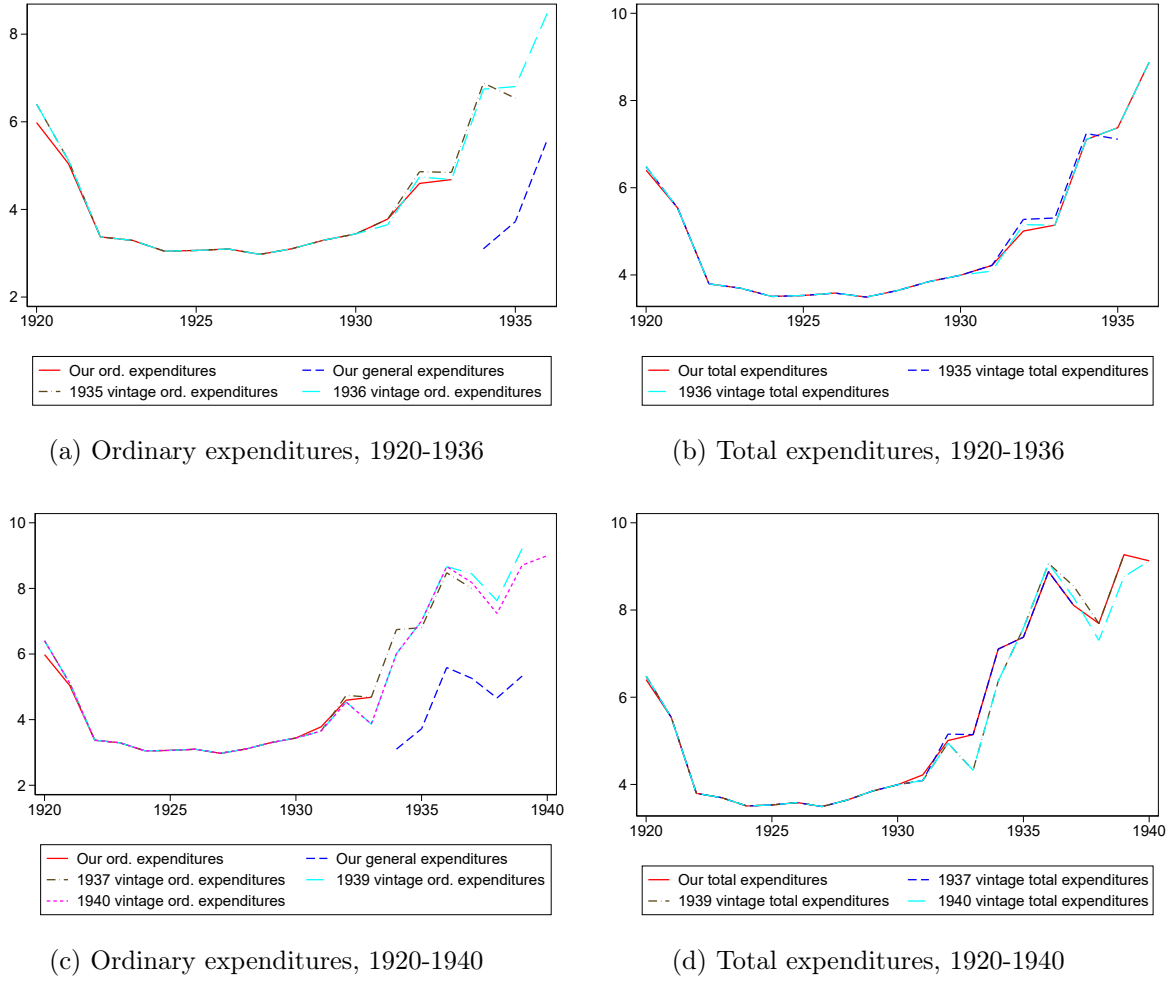 8
6
4
2
1920 1925 1930 1935
Our ord. expenditures Our general expenditures
1935 vintage ord. expenditures 1936 vintage ord. expenditures
(a) Ordinary expenditures, 1920-1936
10
8
6
4
1920 1925 1930 1935
Our total expenditures 1935 vintage total expenditures
1936 vintage total expenditures
(b) Total expenditures, 1920-1936
10
8
6
4
2
1920 1925 1930 1935 1940
Our ord. expenditures Our general expenditures
1937 vintage ord. expenditures 1939 vintage ord. expenditures
1940 vintage ord. expenditures
(c) Ordinary expenditures, 1920-1940
10
8
6
4
1920 1925 1930 1935 1940
Our total expenditures 1937 vintage total expenditures
1939 vintage total expenditures 1940 vintage total expenditures
(d) Total expenditures, 1920-1940